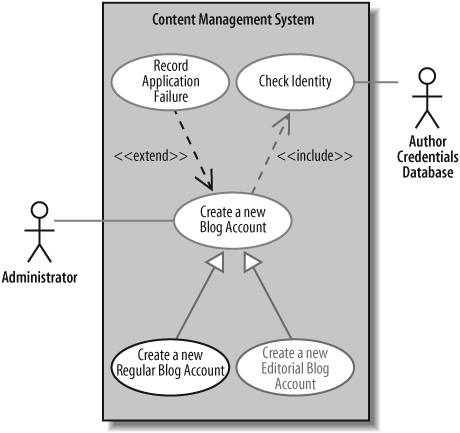 Content Management System
Record
Application
Failure
Check Identity
Author
Credentials
Database
<<extend>>
<<include>>
Create a new
Blog Account
Administrator
Create a new
Regular Blog Account
Create a new
Editorial Blog
Account